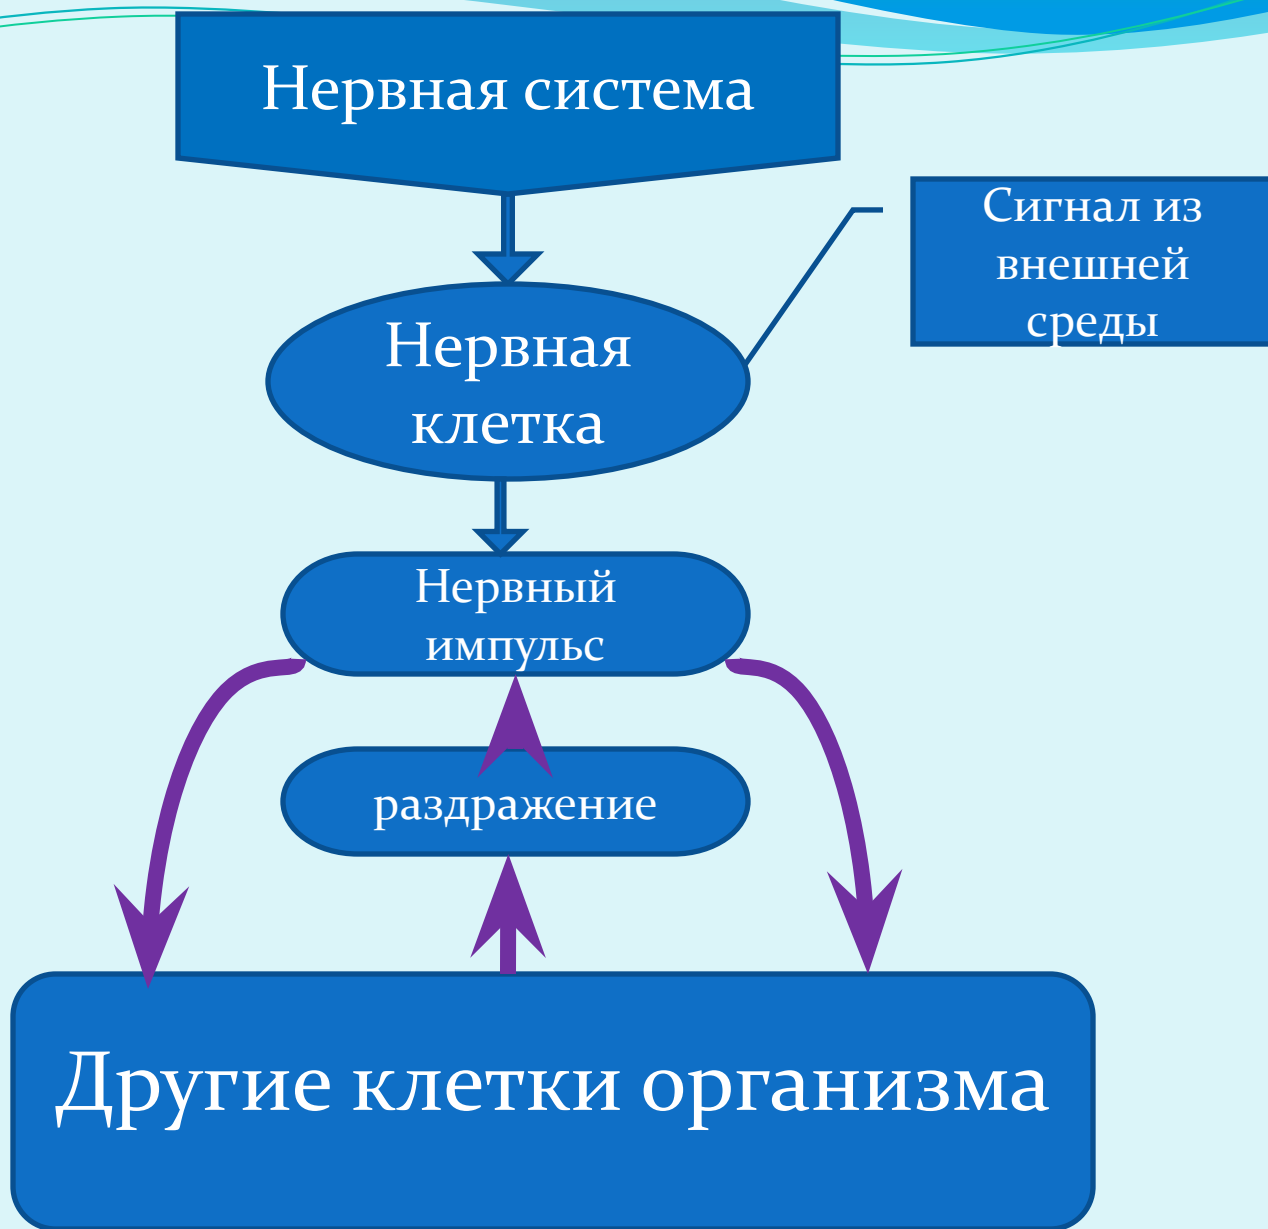 Нервная система
Сигнал из
внешней
среды
Нервная
клетка
Нервный
импульс
раздражение
Другие клетки организма